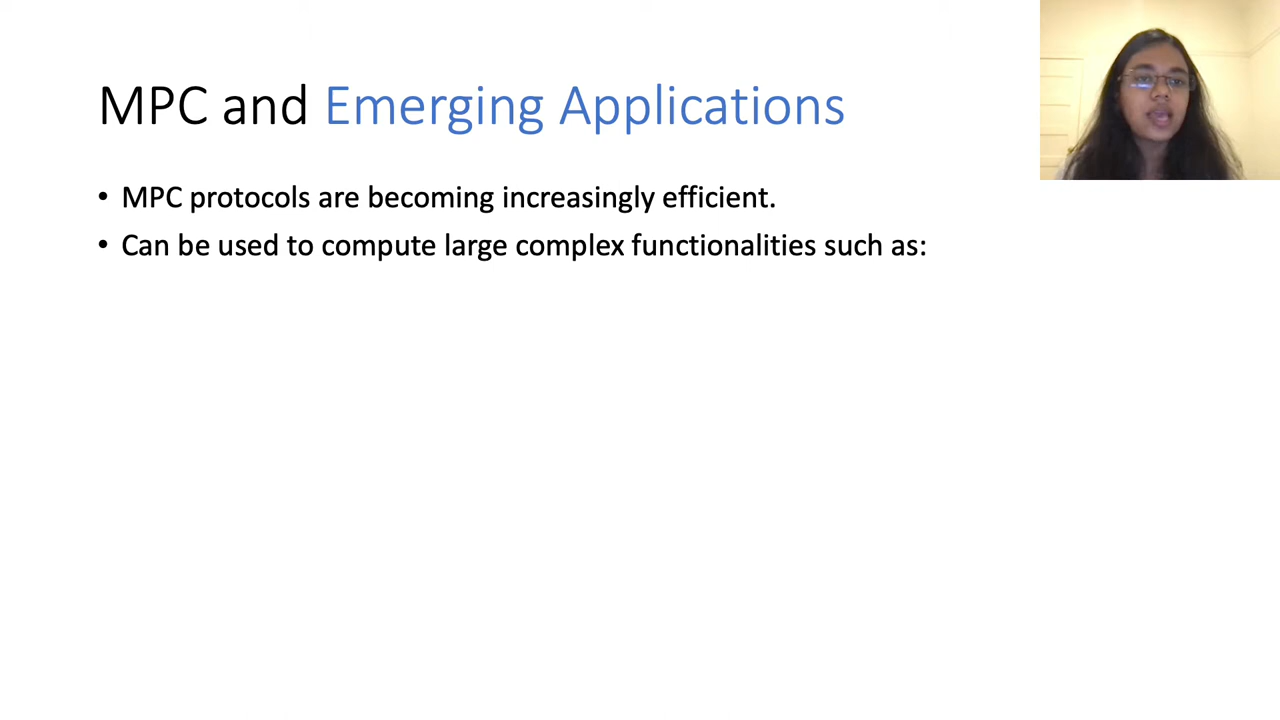 MPC and Emerging Applications
• MPC protocols are becoming increasingly efficient.
• Can be used to compute large complex functionalities such as: